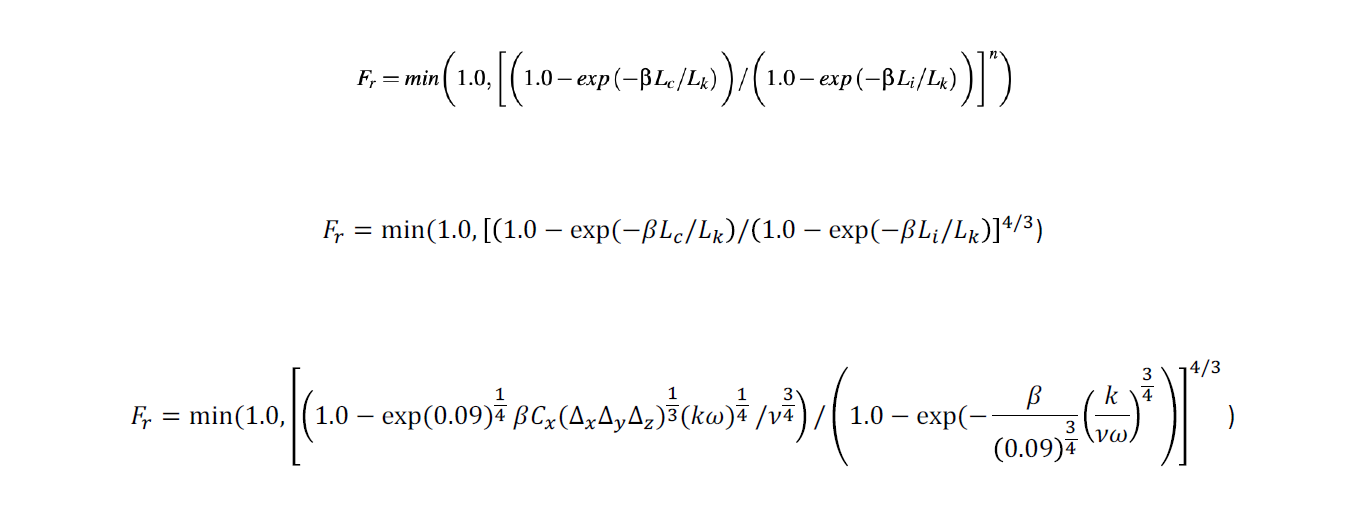 F_r = min(1.0, [(1.0 − exp(−βL_c/L_k))/(1.0 − exp(−βL_i/L_k))]^n)
F_r = min(1.0, [(1.0 − exp(−βL_c/L_k)/(1.0 − exp(−βL_i/L_k)]^{4/3})
F_r = min(1.0, [(1.0 − exp(0.09)^{1/4} βC_x(Δ_xΔ_yΔ_z)^{1/3}(kω)^{1/4}/ν^{3/4})/(1.0 − exp(−\frac{β}{(0.09)^{3/4}}(\frac{k}{νω})^{3/4})]^{4/3} )